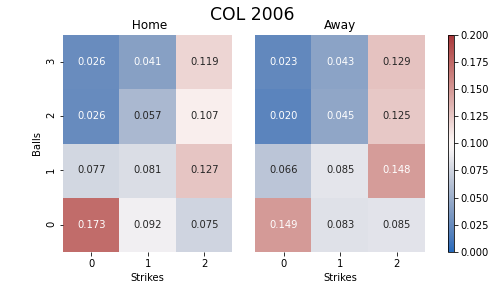 COL 2006
Home
Away
3 0.026 0.041 0.119 0.023 0.043 0.129
2 0.026 0.057 0.107 0.020 0.045 0.125
1 0.077 0.081 0.127 0.066 0.085 0.148
0 0.173 0.092 0.075 0.149 0.083 0.085
Balls
0 1 2
0 1 2
Strikes
Strikes
0.200
0.175
0.150
0.125
0.100
0.075
0.050
0.025
0.000